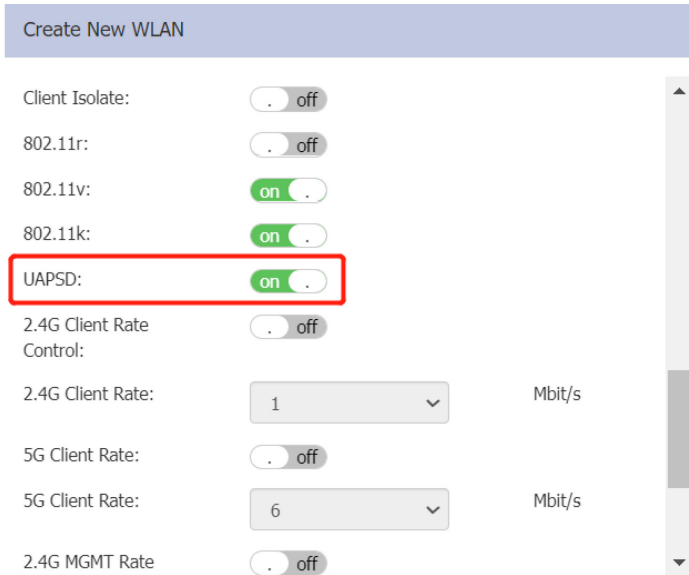 Create New WLAN
Client Isolate: . off
802.11r: . off
802.11v: on .
802.11k: on .
UAPSD: on .
2.4G Client Rate . off
Control:
2.4G Client Rate: 1 Mbit/s
5G Client Rate: . off
5G Client Rate: 6 Mbit/s
2.4G MGMT Rate . off